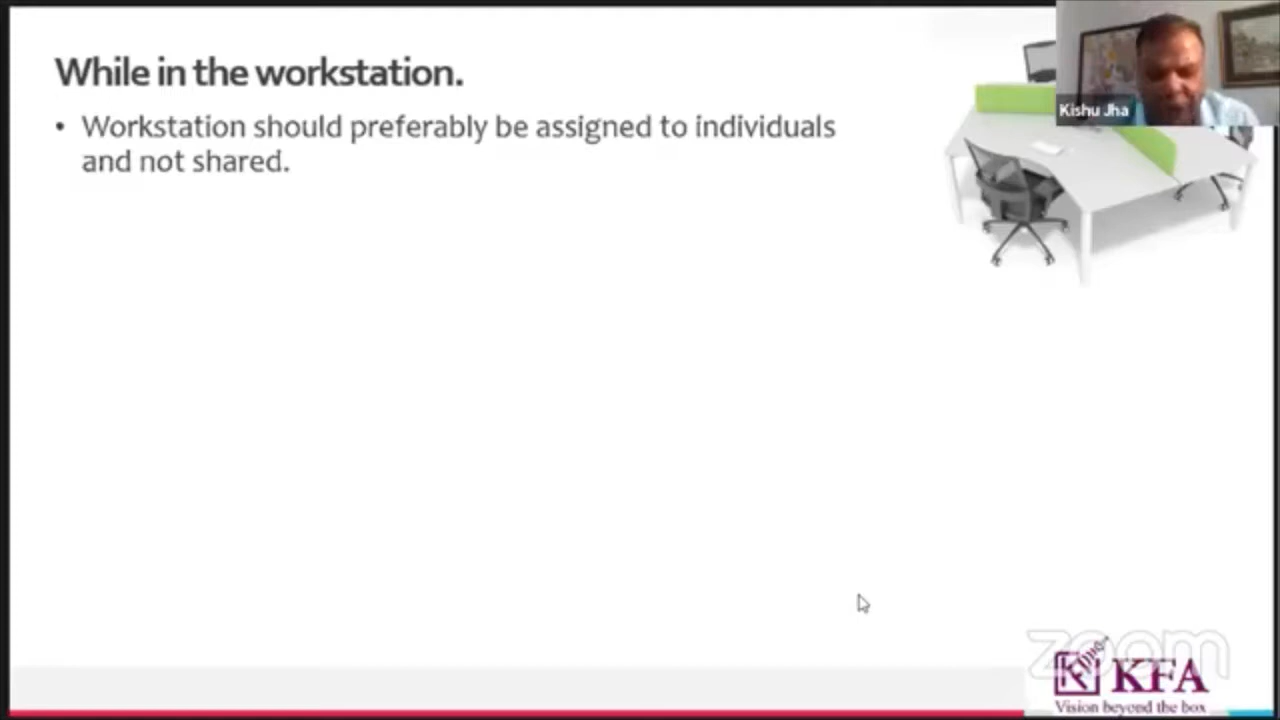 While in the workstation.
• Workstation should preferably be assigned to individuals
and not shared.
Kishu Jha
zoom
KFA
Vision beyond the box